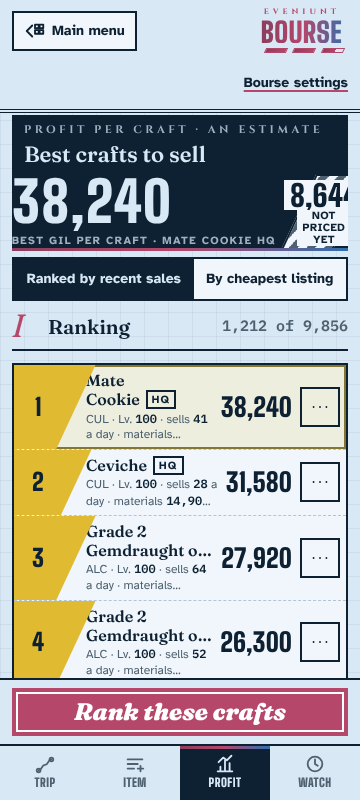 Main menu
EVENIUNT
BOURSE
Bourse settings
PROFIT PER CRAFT · AN ESTIMATE
Best crafts to sell
38,240
BEST GIL PER CRAFT · MATE COOKIE HQ
8,644
NOT
PRICED
YET
Ranked by recent sales
By cheapest listing
I Ranking
1,212 of 9,856
1
Mate
Cookie HQ
CUL · Lv. 100 · sells 41
a day · materials…
38,240
...
2
Ceviche HQ
CUL · Lv. 100 · sells 28 a
day · materials 14,90…
31,580
...
3
Grade 2
Gemdraught o…
ALC · Lv. 100 · sells 64
a day · materials…
27,920
...
4
Grade 2
Gemdraught o…
ALC · Lv. 100 · sells 52
a day · materials…
26,300
...
Rank these crafts
TRIP
ITEM
PROFIT
WATCH